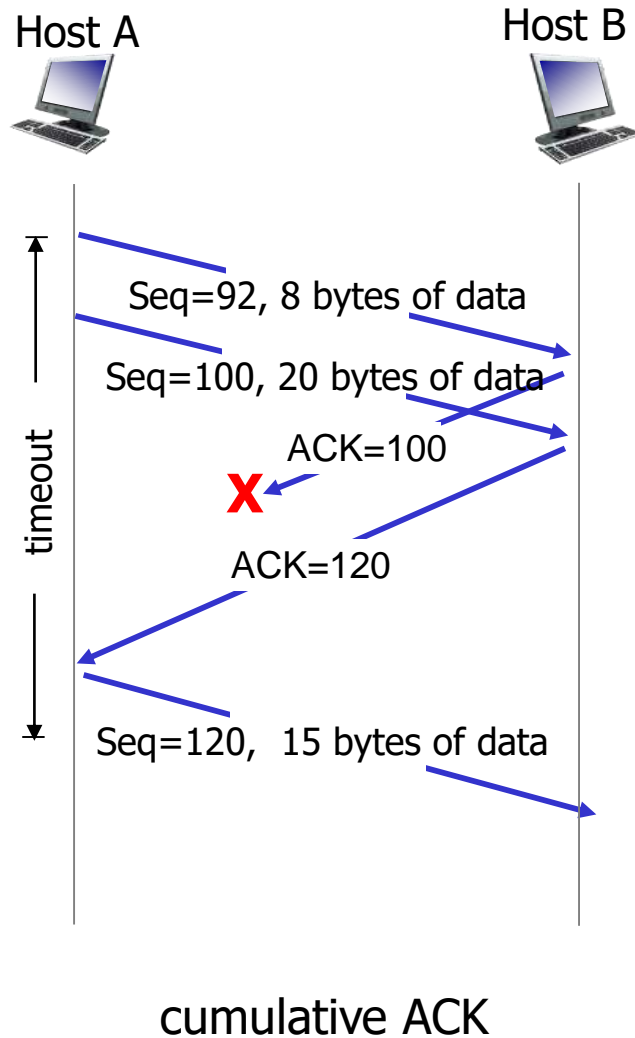 Host A
Host B
Seq=92, 8 bytes of data
Seq=100, 20 bytes of data
ACK=100
X
timeout
ACK=120
Seq=120, 15 bytes of data
cumulative ACK